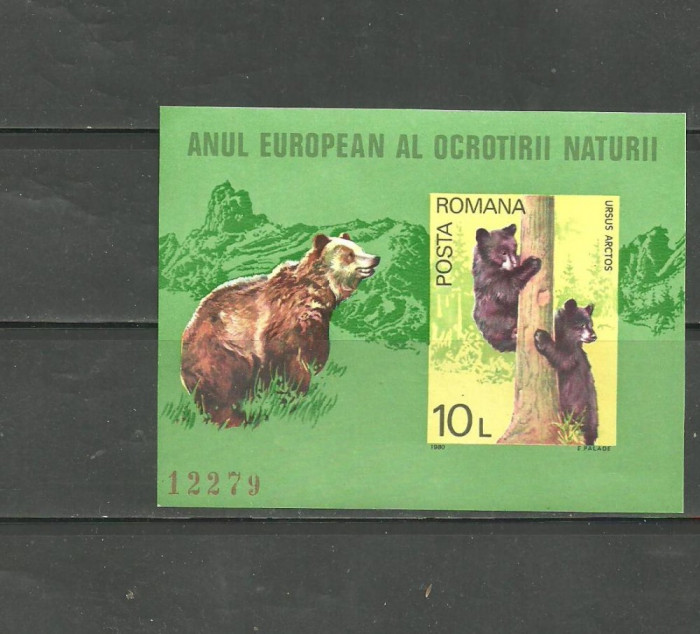 ANUL EUROPEAN AL OCROTIRII NATURII
POSTA ROMANA
URSUS ARCTOS
10 L
1980 E PALADE
12279